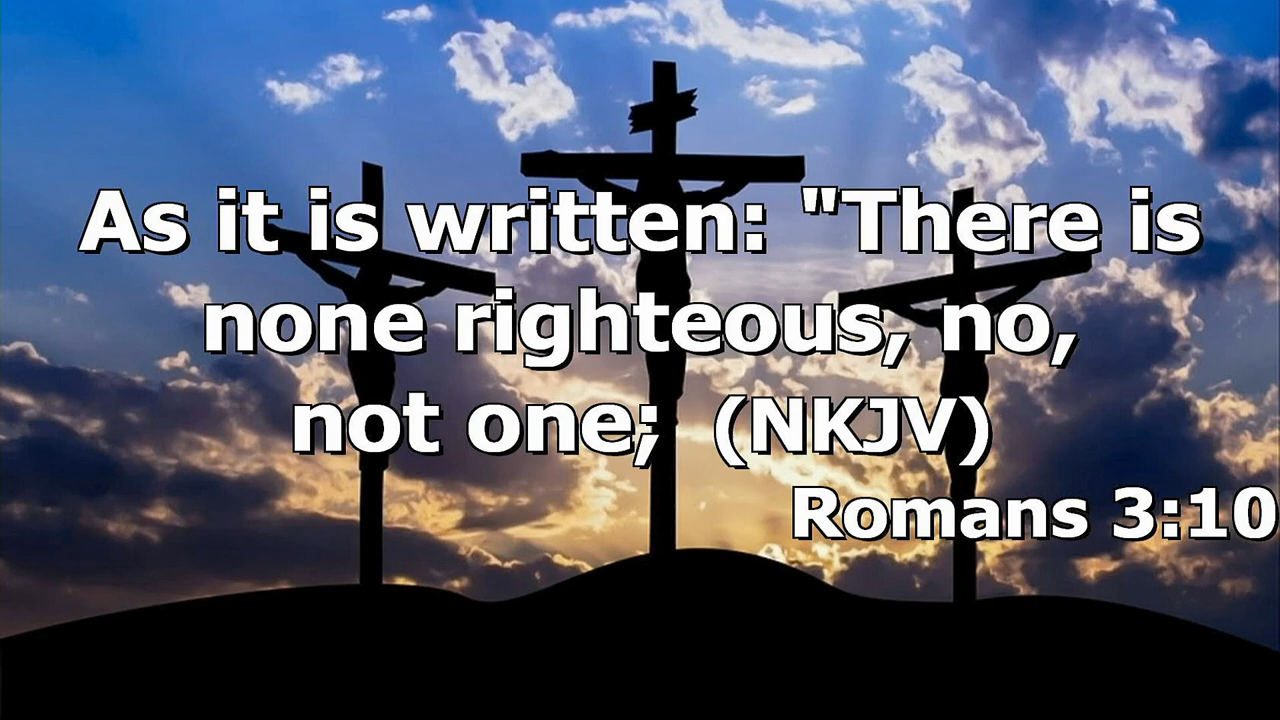 As it is written: "There is
none righteous, no,
not one;  (NKJV)
Romans 3:10